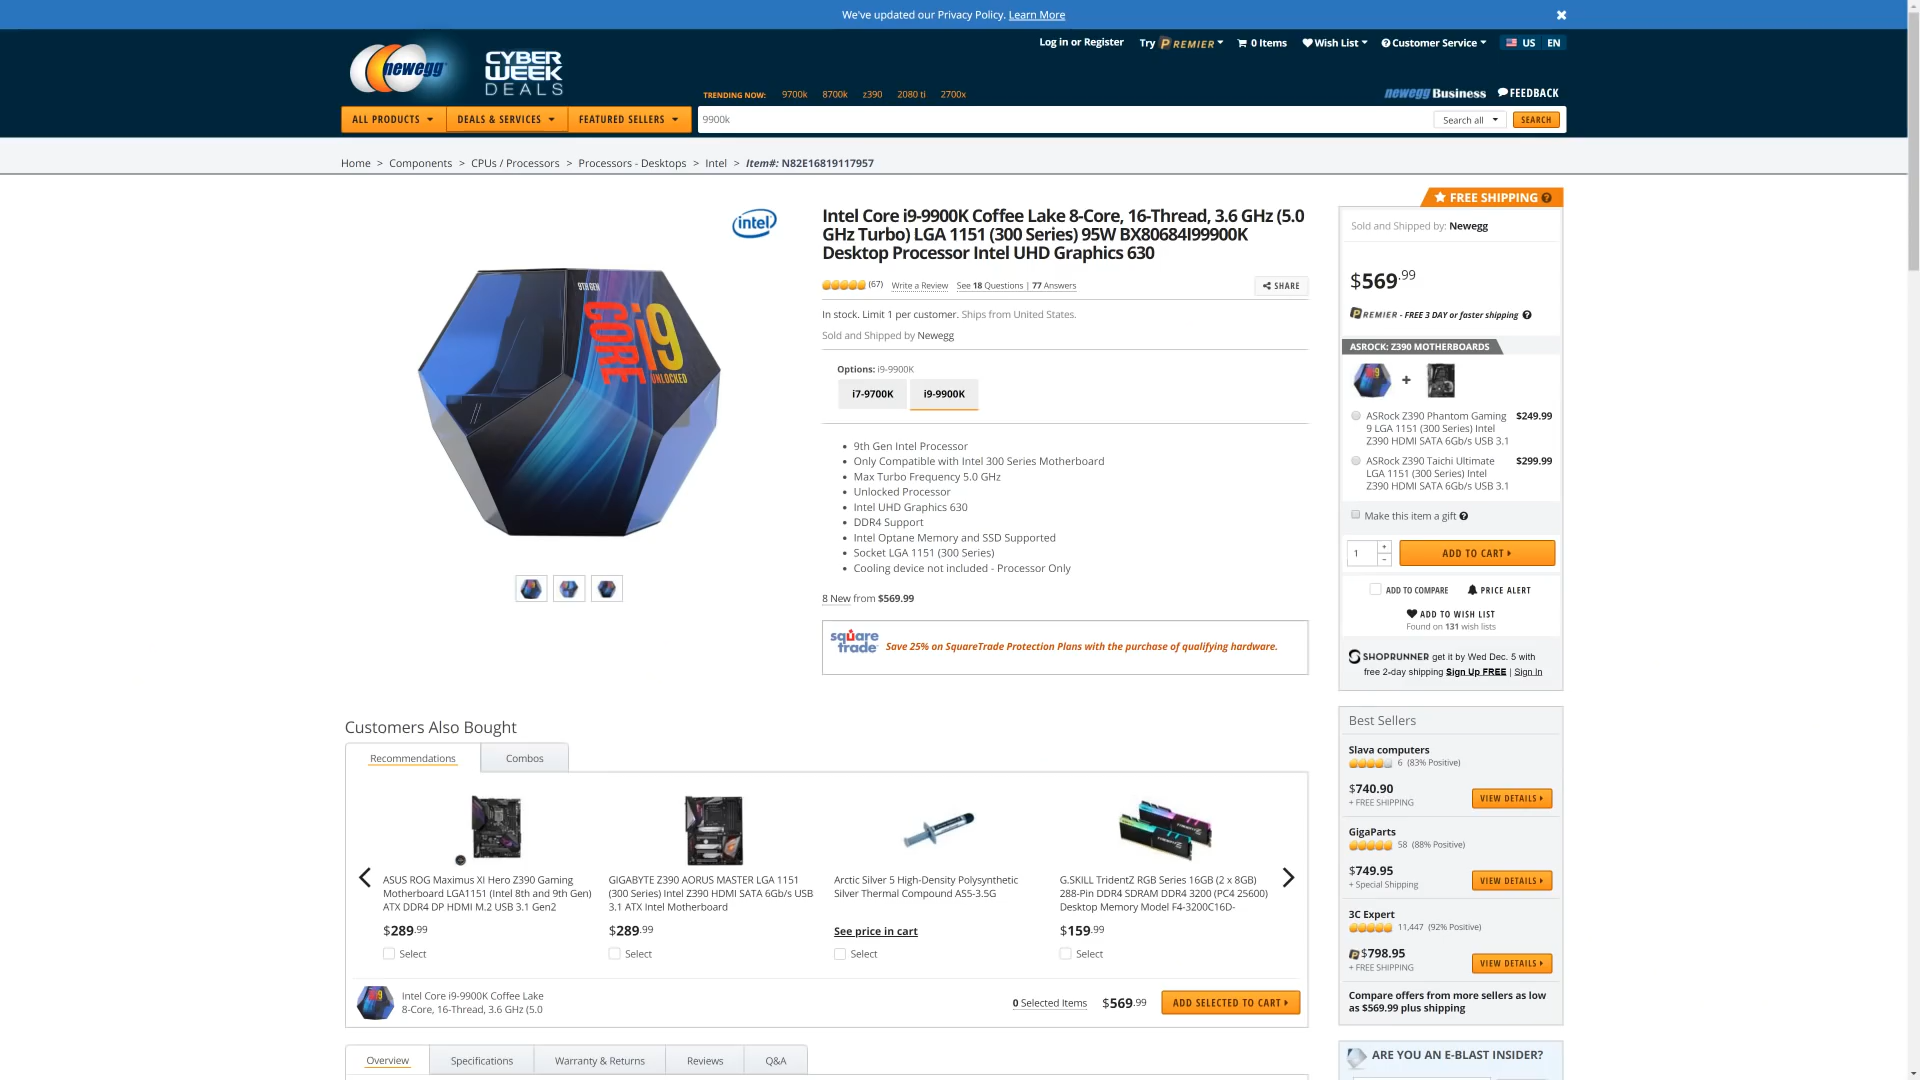 We've updated our Privacy Policy. Learn More
Log in or Register
Try PREMIER
0 Items
Wish List
Customer Service
US
EN
newegg
CYBER
WEEK
DEALS
TRENDING NOW:
9700k
8700k
z390
2080 ti
2700x
newegg Business
FEEDBACK
ALL PRODUCTS
DEALS & SERVICES
FEATURED SELLERS
9900k
Search all
SEARCH
Home > Components > CPUs / Processors > Processors - Desktops > Intel > Item#: N82E16819117957
intel
9TH GEN
CORE i9
UNLOCKED
Intel Core i9-9900K Coffee Lake 8-Core, 16-Thread, 3.6 GHz (5.0
GHz Turbo) LGA 1151 (300 Series) 95W BX80684I99900K
Desktop Processor Intel UHD Graphics 630
(67) Write a Review See 18 Questions | 77 Answers
SHARE
In stock. Limit 1 per customer. Ships from United States.
Sold and Shipped by Newegg
Options: i9-9900K
i7-9700K
i9-9900K
9th Gen Intel Processor
Only Compatible with Intel 300 Series Motherboard
Max Turbo Frequency 5.0 GHz
Unlocked Processor
Intel UHD Graphics 630
DDR4 Support
Intel Optane Memory and SSD Supported
Socket LGA 1151 (300 Series)
Cooling device not included - Processor Only
8 New from $569.99
square trade
Save 25% on SquareTrade Protection Plans with the purchase of qualifying hardware.
FREE SHIPPING
Sold and Shipped by: Newegg
$569.99
PREMIER - FREE 3 DAY or faster shipping
ASROCK: Z390 MOTHERBOARDS
+
ASRock Z390 Phantom Gaming $249.99
9 LGA 1151 (300 Series) Intel
Z390 HDMI SATA 6Gb/s USB 3.1
ASRock Z390 Taichi Ultimate $299.99
LGA 1151 (300 Series) Intel
Z390 HDMI SATA 6Gb/s USB 3.1
Make this item a gift
1
+
−
ADD TO CART
ADD TO COMPARE
PRICE ALERT
ADD TO WISH LIST
Found on 131 wish lists
SHOPRUNNER get it by Wed Dec. 5 with
free 2-day shipping Sign Up FREE | Sign In
Customers Also Bought
Recommendations
Combos
ASUS ROG Maximus XI Hero Z390 Gaming
Motherboard LGA1151 (Intel 8th and 9th Gen)
ATX DDR4 DP HDMI M.2 USB 3.1 Gen2
$289.99
Select
GIGABYTE Z390 AORUS MASTER LGA 1151
(300 Series) Intel Z390 HDMI SATA 6Gb/s USB
3.1 ATX Intel Motherboard
$289.99
Select
Arctic Silver 5 High-Density Polysynthetic
Silver Thermal Compound AS5-3.5G
See price in cart
Select
G.SKILL TridentZ RGB Series 16GB (2 x 8GB)
288-Pin DDR4 SDRAM DDR4 3200 (PC4 25600)
Desktop Memory Model F4-3200C16D-
$159.99
Select
Intel Core i9-9900K Coffee Lake
8-Core, 16-Thread, 3.6 GHz (5.0
0 Selected Items
$569.99
ADD SELECTED TO CART
Best Sellers
Slava computers
6 (83% Positive)
$740.90
+ FREE SHIPPING
VIEW DETAILS
GigaParts
58 (88% Positive)
$749.95
+ Special Shipping
VIEW DETAILS
3C Expert
11,447 (92% Positive)
$798.95
+ FREE SHIPPING
VIEW DETAILS
Compare offers from more sellers as low
as $569.99 plus shipping
Overview
Specifications
Warranty & Returns
Reviews
Q&A
ARE YOU AN E-BLAST INSIDER?